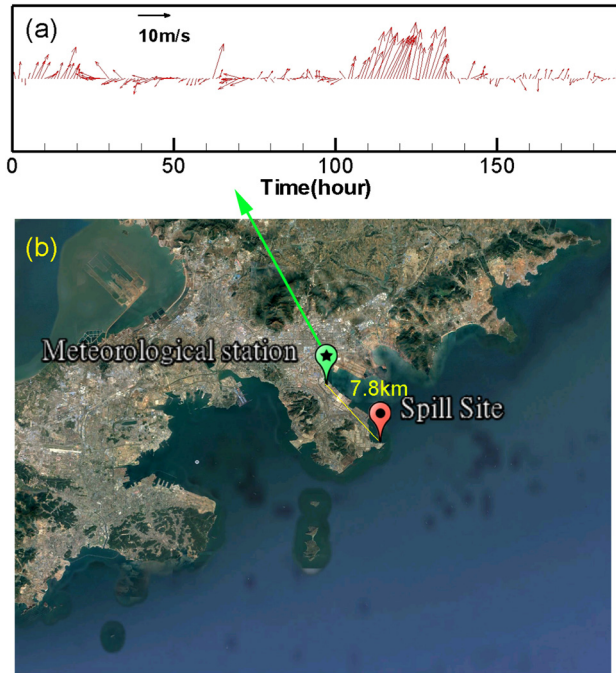 (a)
10m/s
0 50 100 150
Time(hour)
(b)
Meteorological station
7.8km
Spill Site